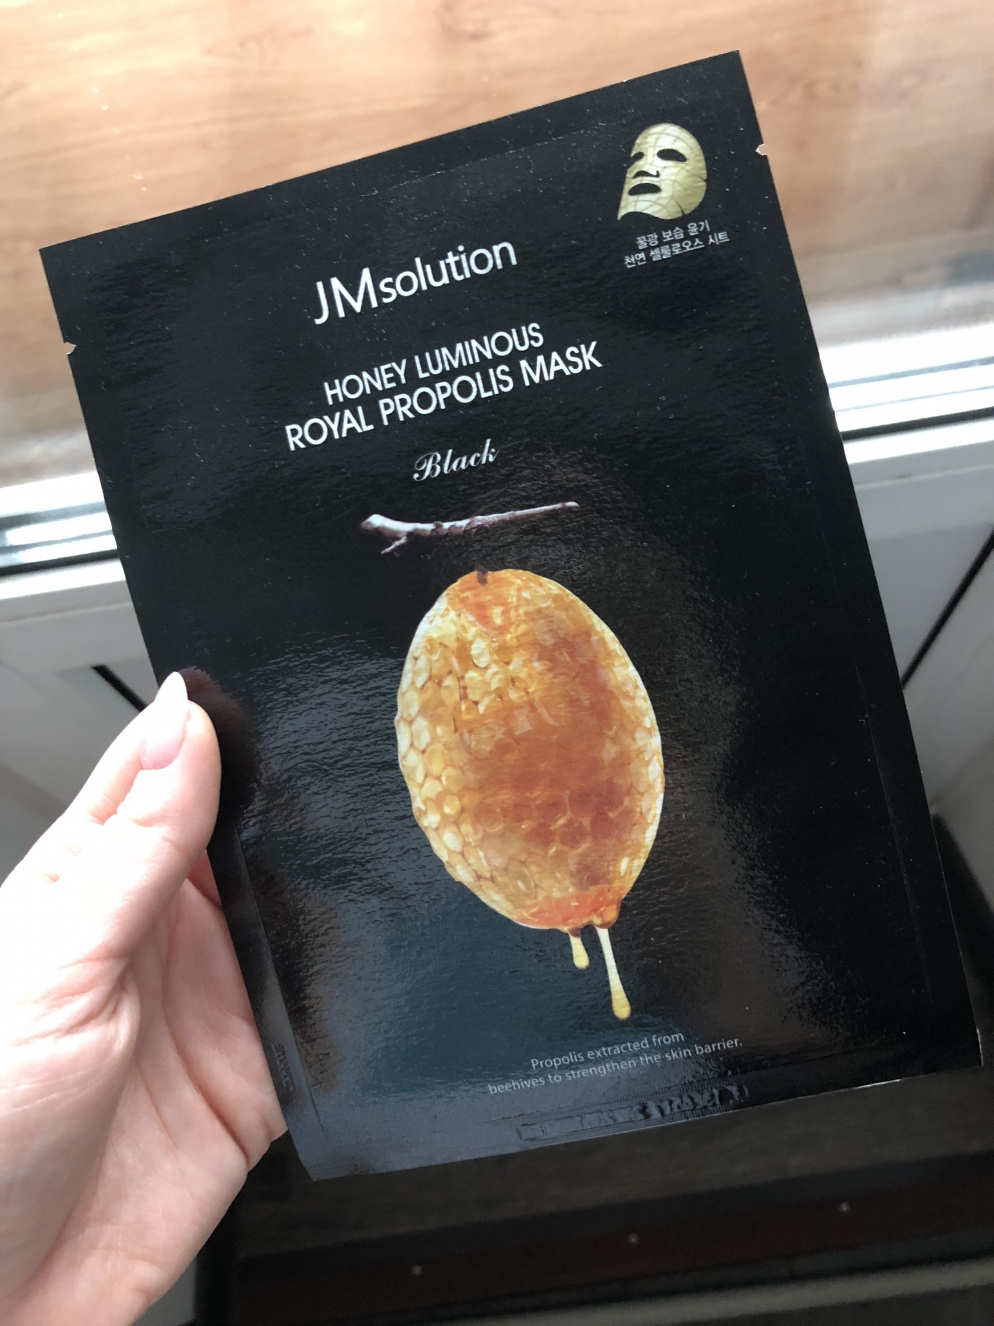 꿀광 보습 윤기
천연 셀룰로오스 시트
JMsolution
HONEY LUMINOUS
ROYAL PROPOLIS MASK
Black
Propolis extracted from
beehives to strengthen the skin barrier.